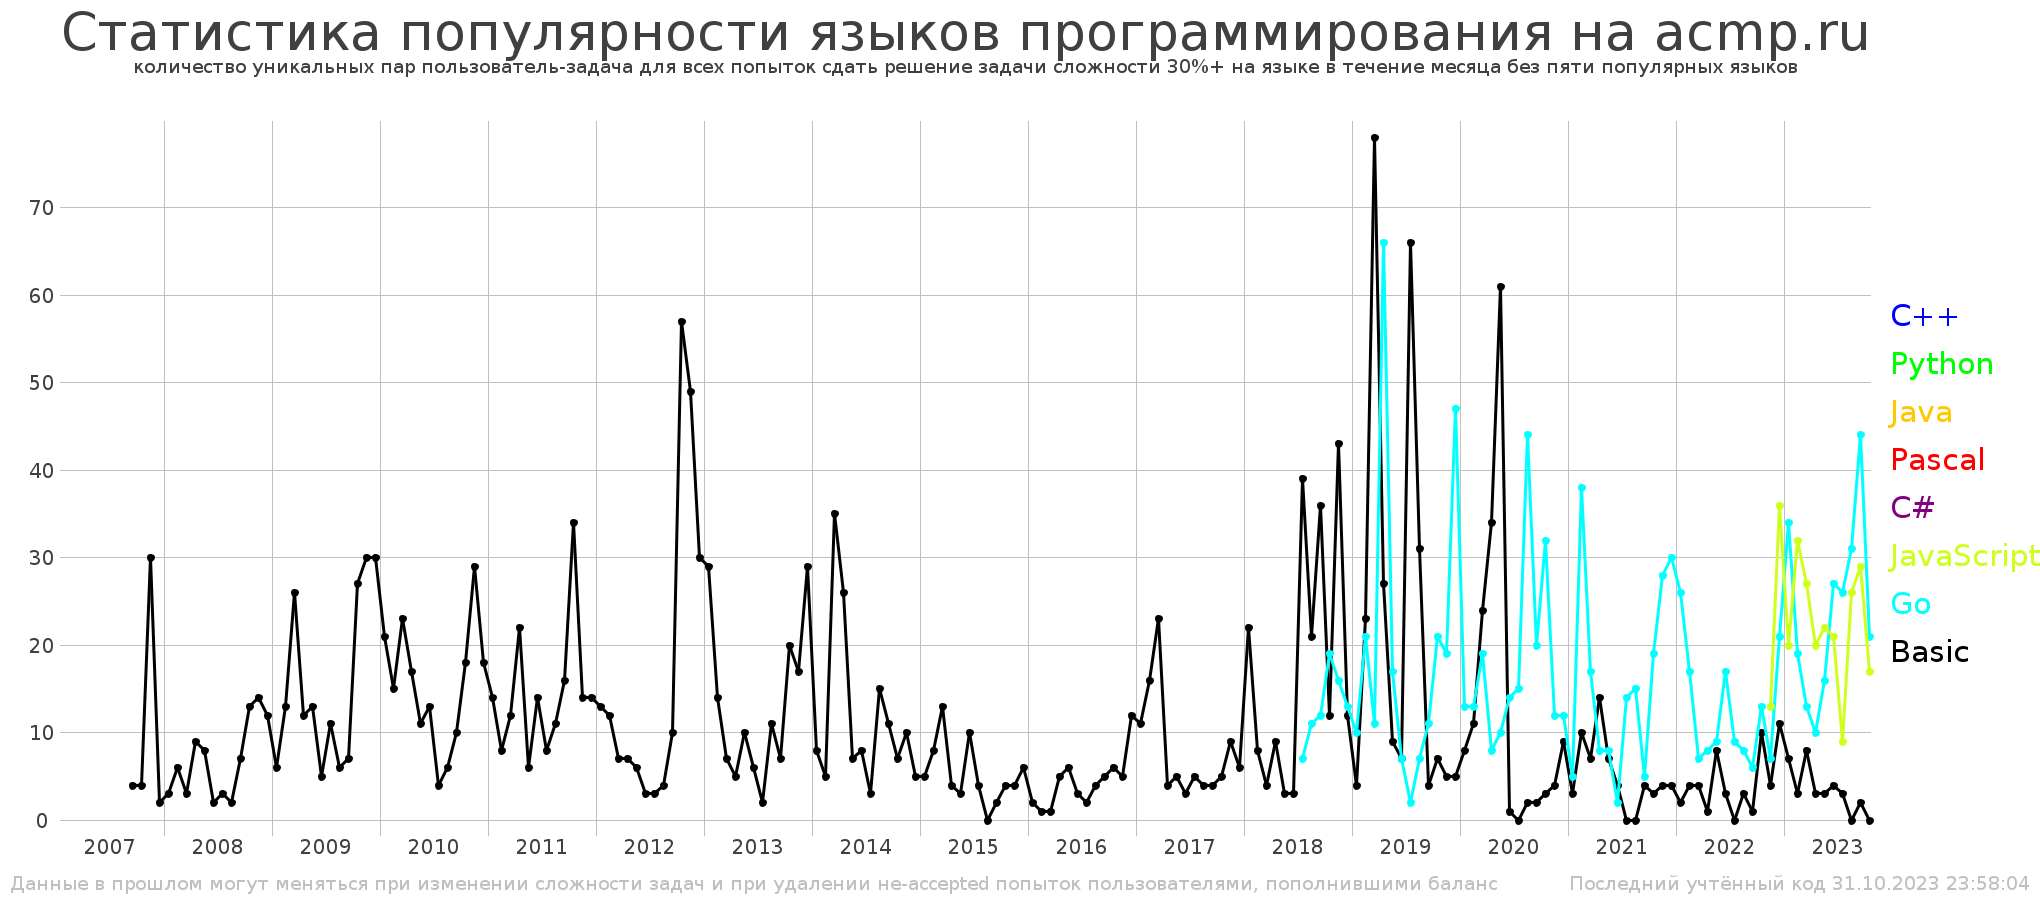 Статистика популярности языков программирования на acmp.ru
количество уникальных пар пользователь-задача для всех попыток сдать решение задачи сложности 30%+ на языке в течение месяца без пяти популярных языков
70
60
50
40
30
20
10
0
C++
Python
Java
Pascal
C#
JavaScript
Go
Basic
2007 2008 2009 2010 2011 2012 2013 2014 2015 2016 2017 2018 2019 2020 2021 2022 2023
Данные в прошлом могут меняться при изменении сложности задач и при удалении не-accepted попыток пользователями, пополнившими баланс Последний учтённый код 31.10.2023 23:58:04